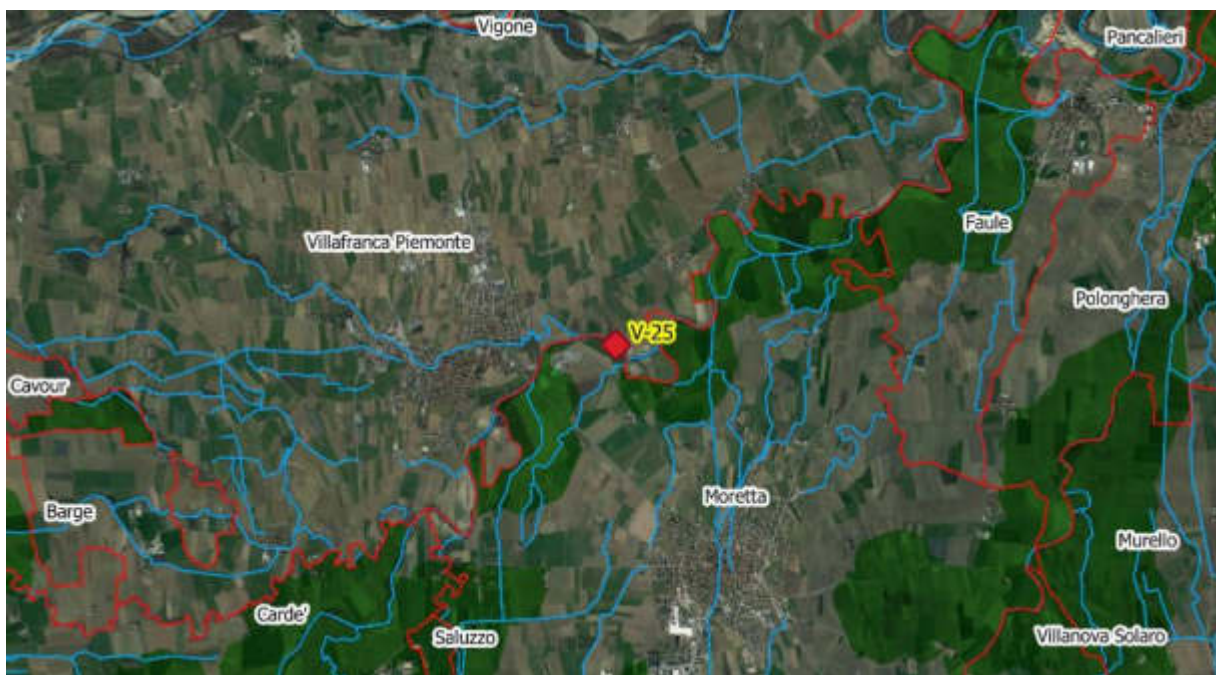 Vigone
Pancalieri
Faule
Villafranca Piemonte
Polonghera
V-25
Cavour
Moretta
Barge
Murello
Carde'
Saluzzo
Villanova Solaro